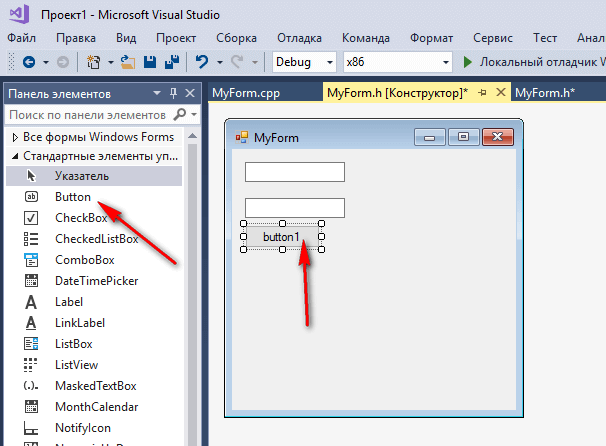 Проект1 - Microsoft Visual Studio
Файл Правка Вид Проект Сборка Отладка Команда Формат Сервис Тест Анал
Debug x86 Локальный отладчик W
Панель элементов
MyForm.cpp MyForm.h [Конструктор]* MyForm.h*
Поиск по панели элементов
Все формы Windows Forms
Стандартные элементы уп...
Указатель
Button
CheckBox
CheckedListBox
ComboBox
DateTimePicker
Label
LinkLabel
ListBox
ListView
MaskedTextBox
MonthCalendar
NotifyIcon
MyForm
button1